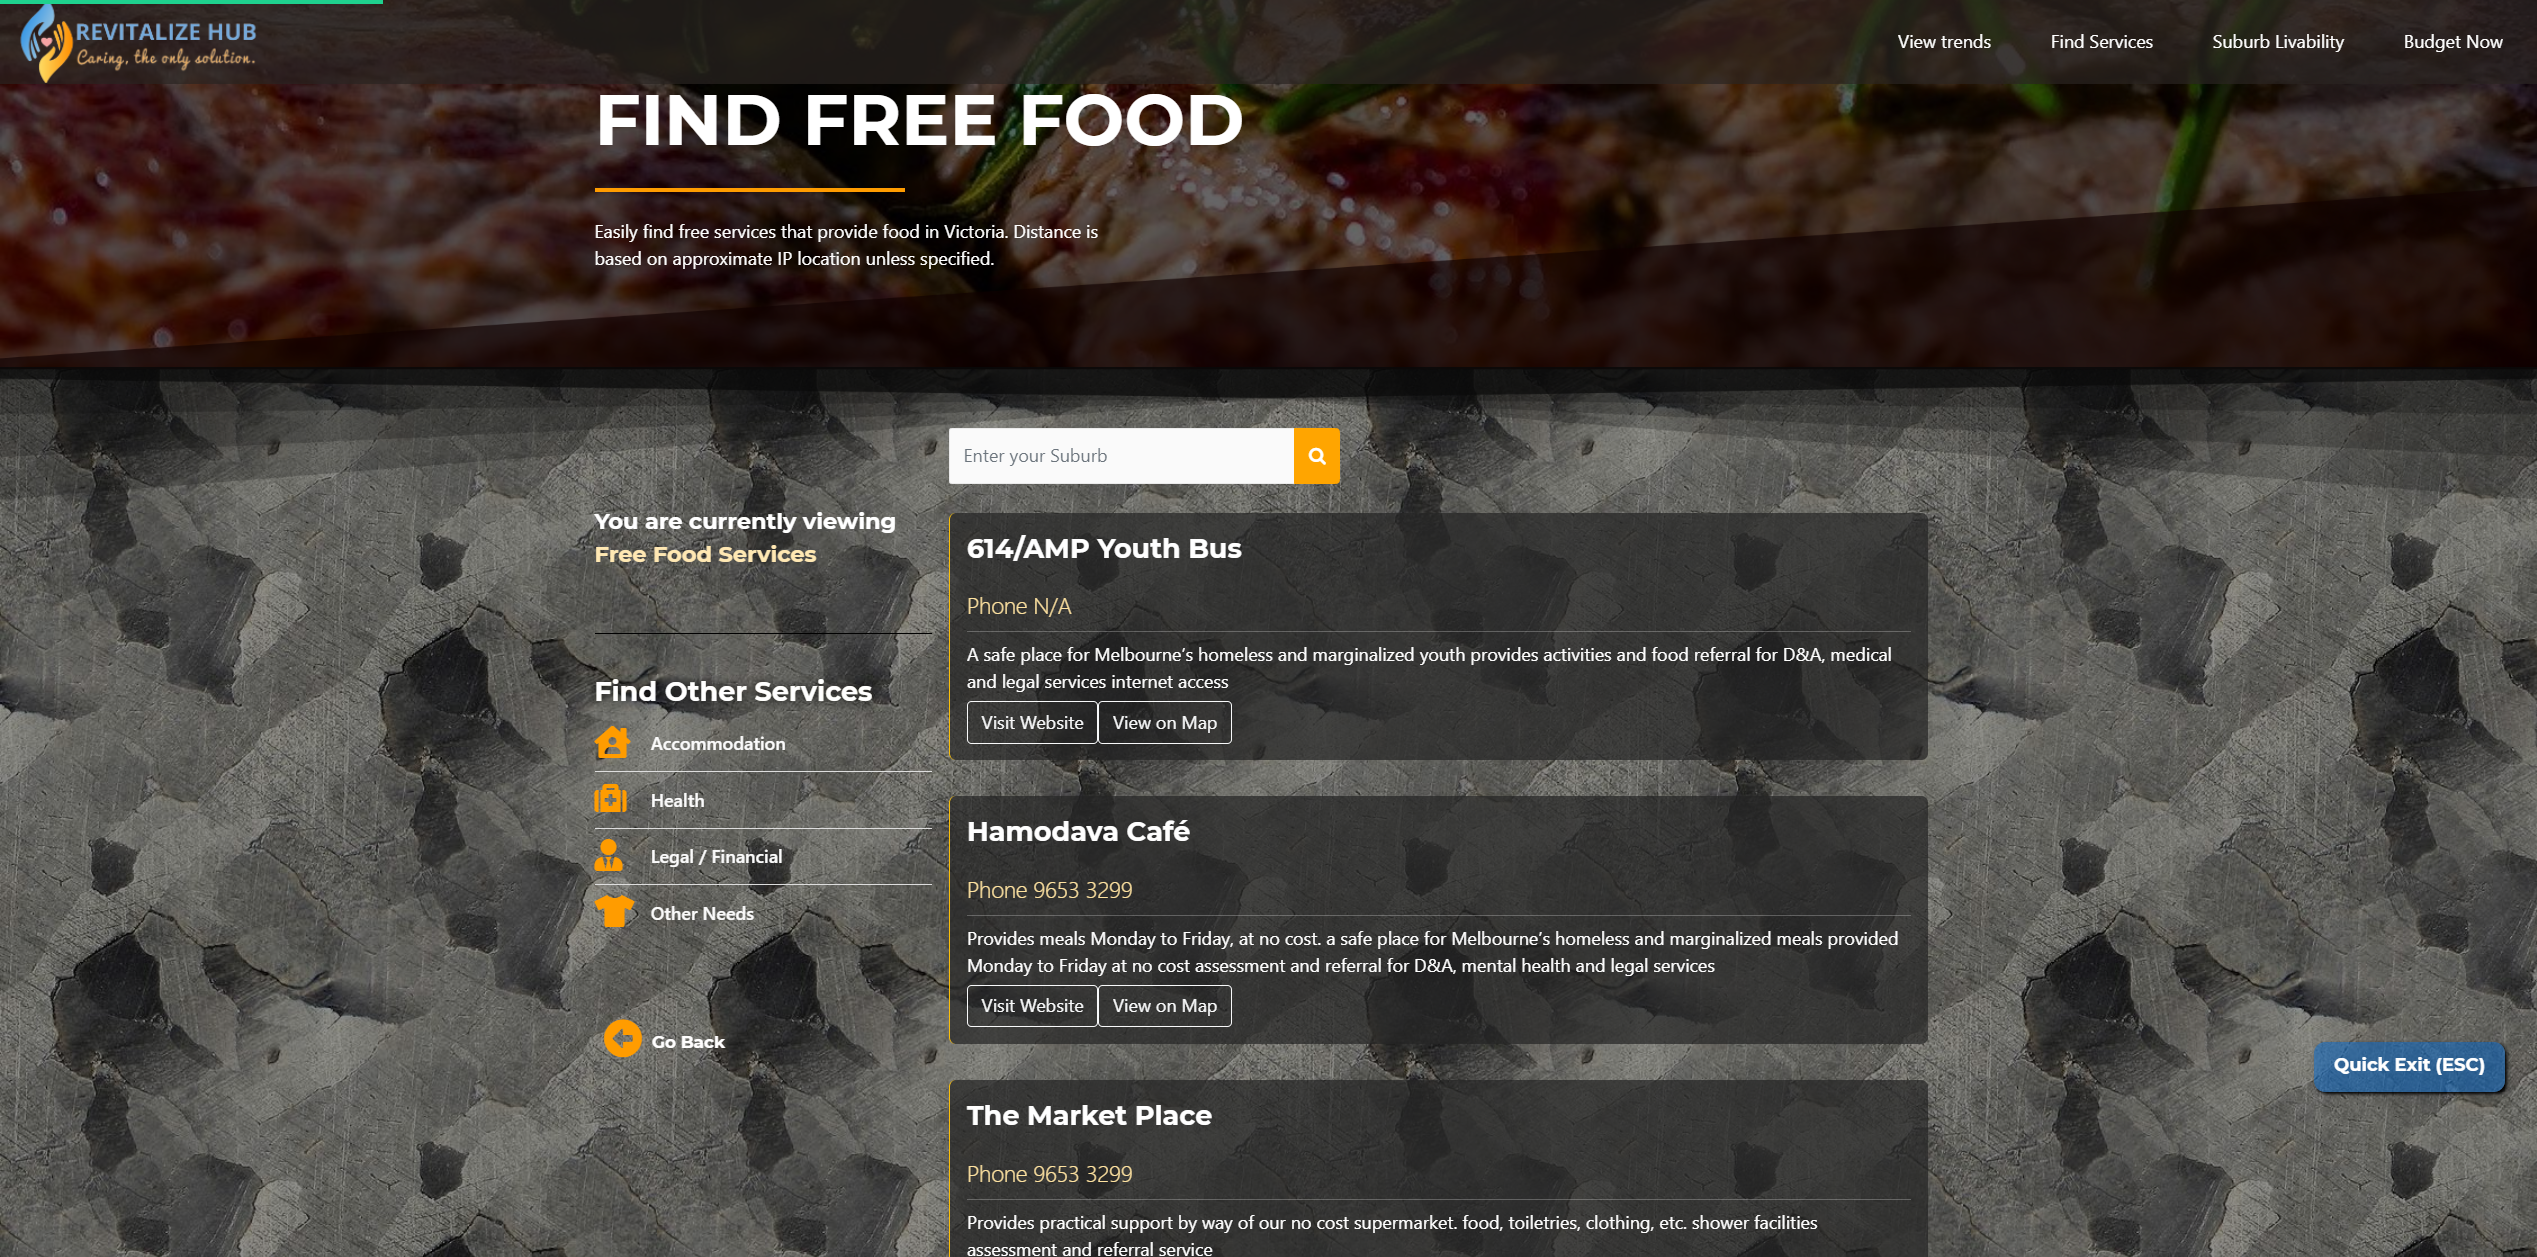 REVITALIZE HUB
Caring, the only solution.
View trends
Find Services
Suburb Livability
Budget Now
FIND FREE FOOD
Easily find free services that provide food in Victoria. Distance is
based on approximate IP location unless specified.
Enter your Suburb
You are currently viewing
Free Food Services
Find Other Services
Accommodation
Health
Legal / Financial
Other Needs
Go Back
614/AMP Youth Bus
Phone N/A
A safe place for Melbourne’s homeless and marginalized youth provides activities and food referral for D&A, medical
and legal services internet access
Visit Website
View on Map
Hamodava Café
Phone 9653 3299
Provides meals Monday to Friday, at no cost. a safe place for Melbourne’s homeless and marginalized meals provided
Monday to Friday at no cost assessment and referral for D&A, mental health and legal services
Visit Website
View on Map
The Market Place
Phone 9653 3299
Provides practical support by way of our no cost supermarket. food, toiletries, clothing, etc. shower facilities
assessment and referral service
Quick Exit (ESC)